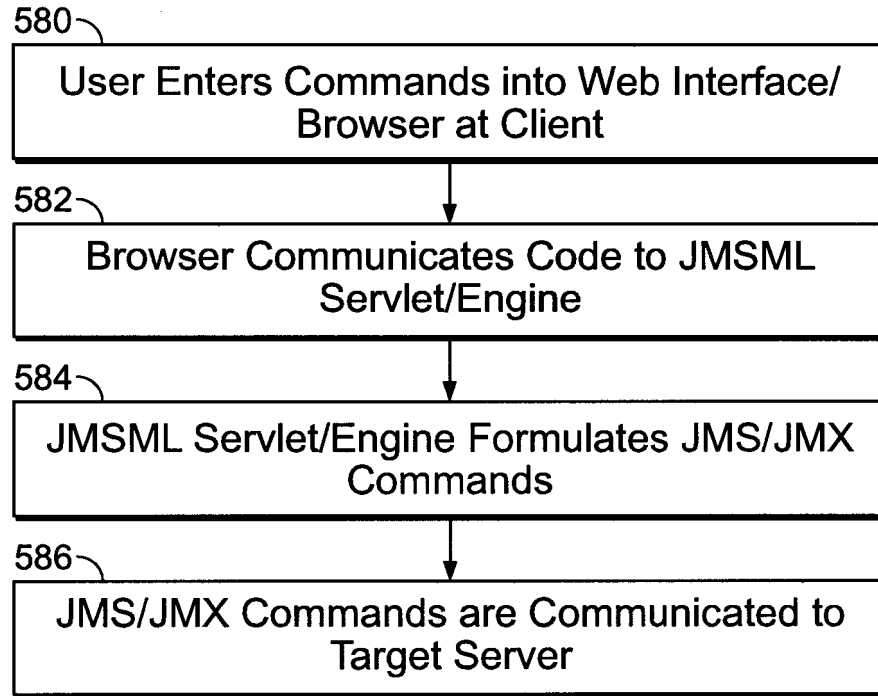 580
User Enters Commands into Web Interface/
Browser at Client
582
Browser Communicates Code to JMSML
Servlet/Engine
584
JMSML Servlet/Engine Formulates JMS/JMX
Commands
586
JMS/JMX Commands are Communicated to
Target Server